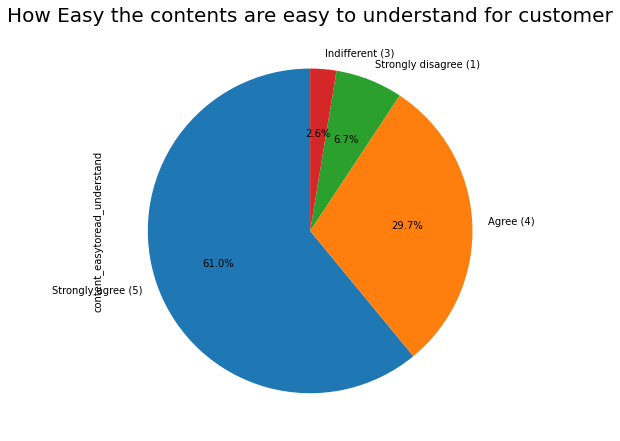 How Easy the contents are easy to understand for customer
Indifferent (3)
Strongly disagree (1)
2.6%
6.7%
content_easytoread_understand
Agree (4)
29.7%
61.0%
Strongly agree (5)